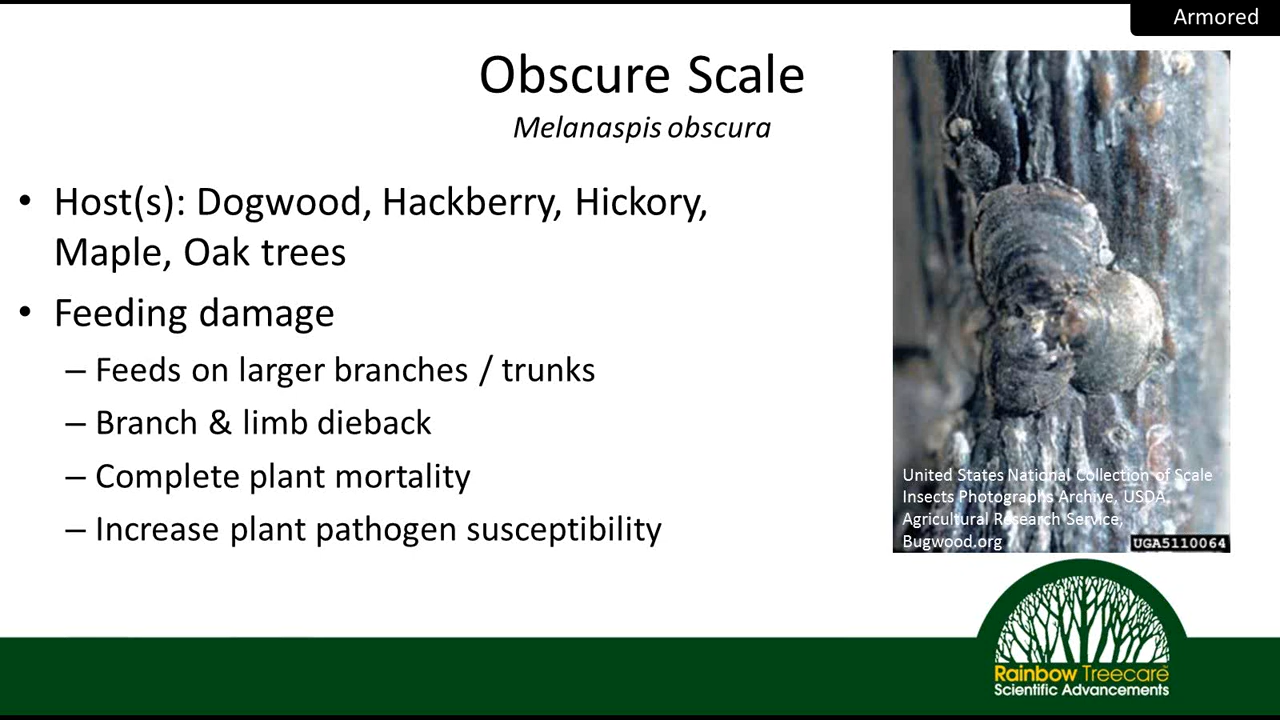 Armored
Obscure Scale
Melanaspis obscura
• Host(s): Dogwood, Hackberry, Hickory,
Maple, Oak trees
• Feeding damage
– Feeds on larger branches / trunks
– Branch & limb dieback
– Complete plant mortality
– Increase plant pathogen susceptibility
United States National Collection of Scale
Insects Photographs Archive, USDA
Agricultural Research Service,
Bugwood.org
UGA5110064
Rainbow Treecare
Scientific Advancements